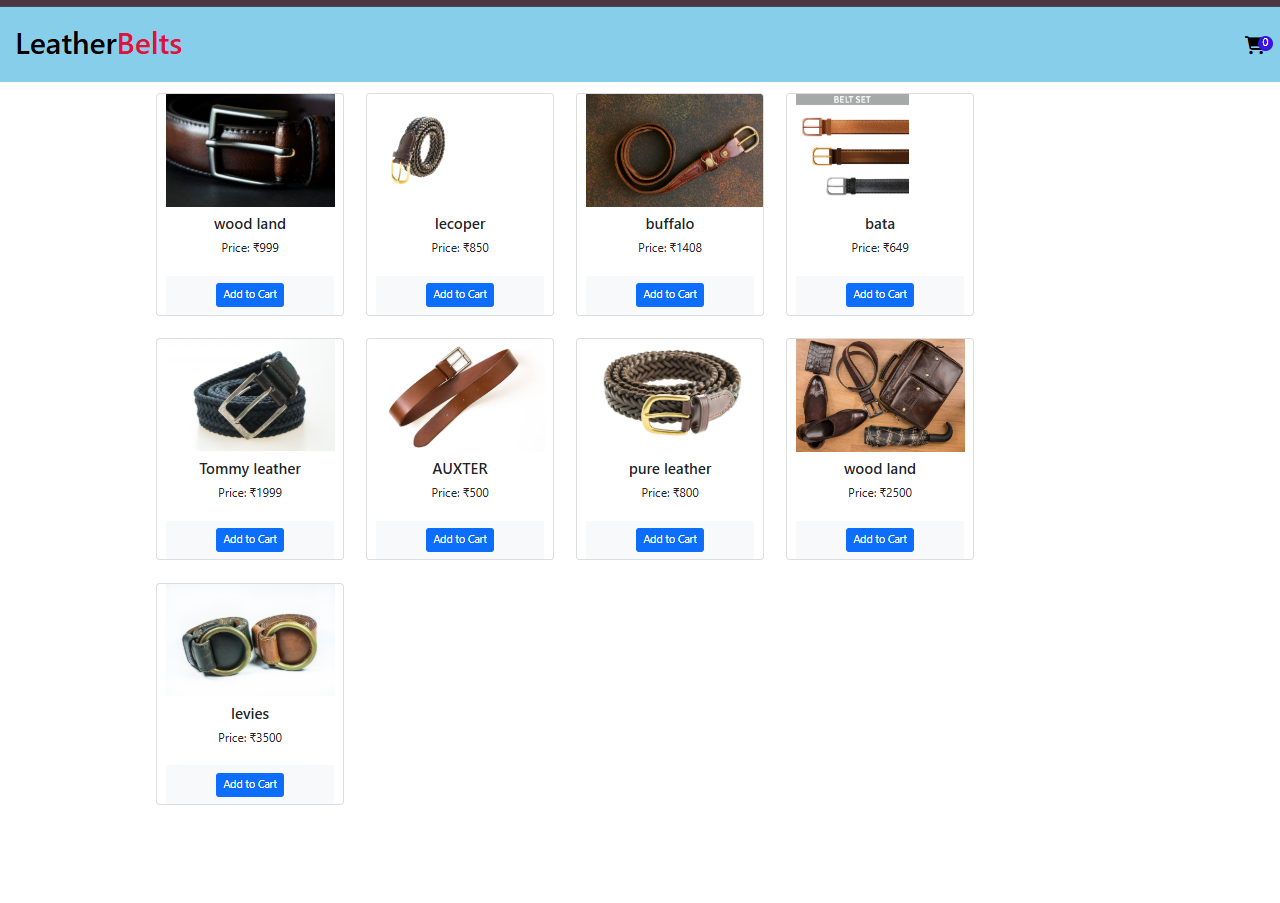 LeatherBelts
0
BELT SET
wood land
Price: ₹999
Add to Cart
lecoper
Price: ₹850
Add to Cart
buffalo
Price: ₹1408
Add to Cart
bata
Price: ₹649
Add to Cart
Tommy leather
Price: ₹1999
Add to Cart
AUXTER
Price: ₹500
Add to Cart
pure leather
Price: ₹800
Add to Cart
wood land
Price: ₹2500
Add to Cart
levies
Price: ₹3500
Add to Cart